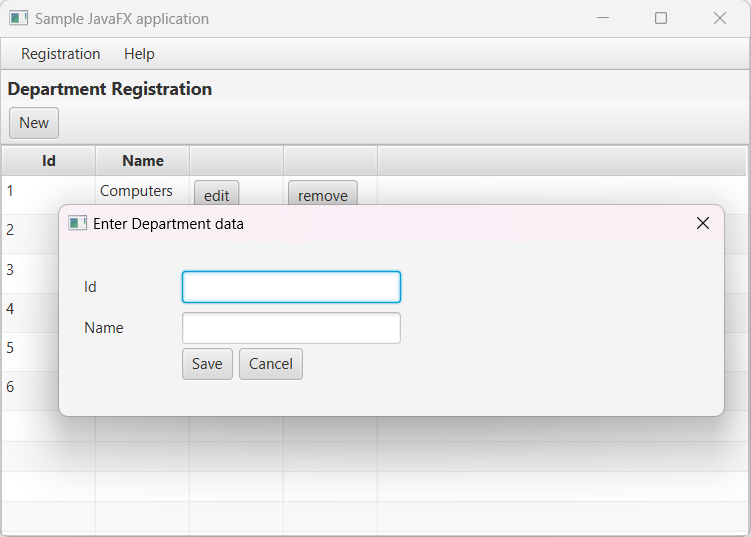 Sample JavaFX application
Registration Help
Department Registration
New
Id Name
1 Computers edit remove
Enter Department data
2
3
Id
4
Name
5
Save Cancel
6